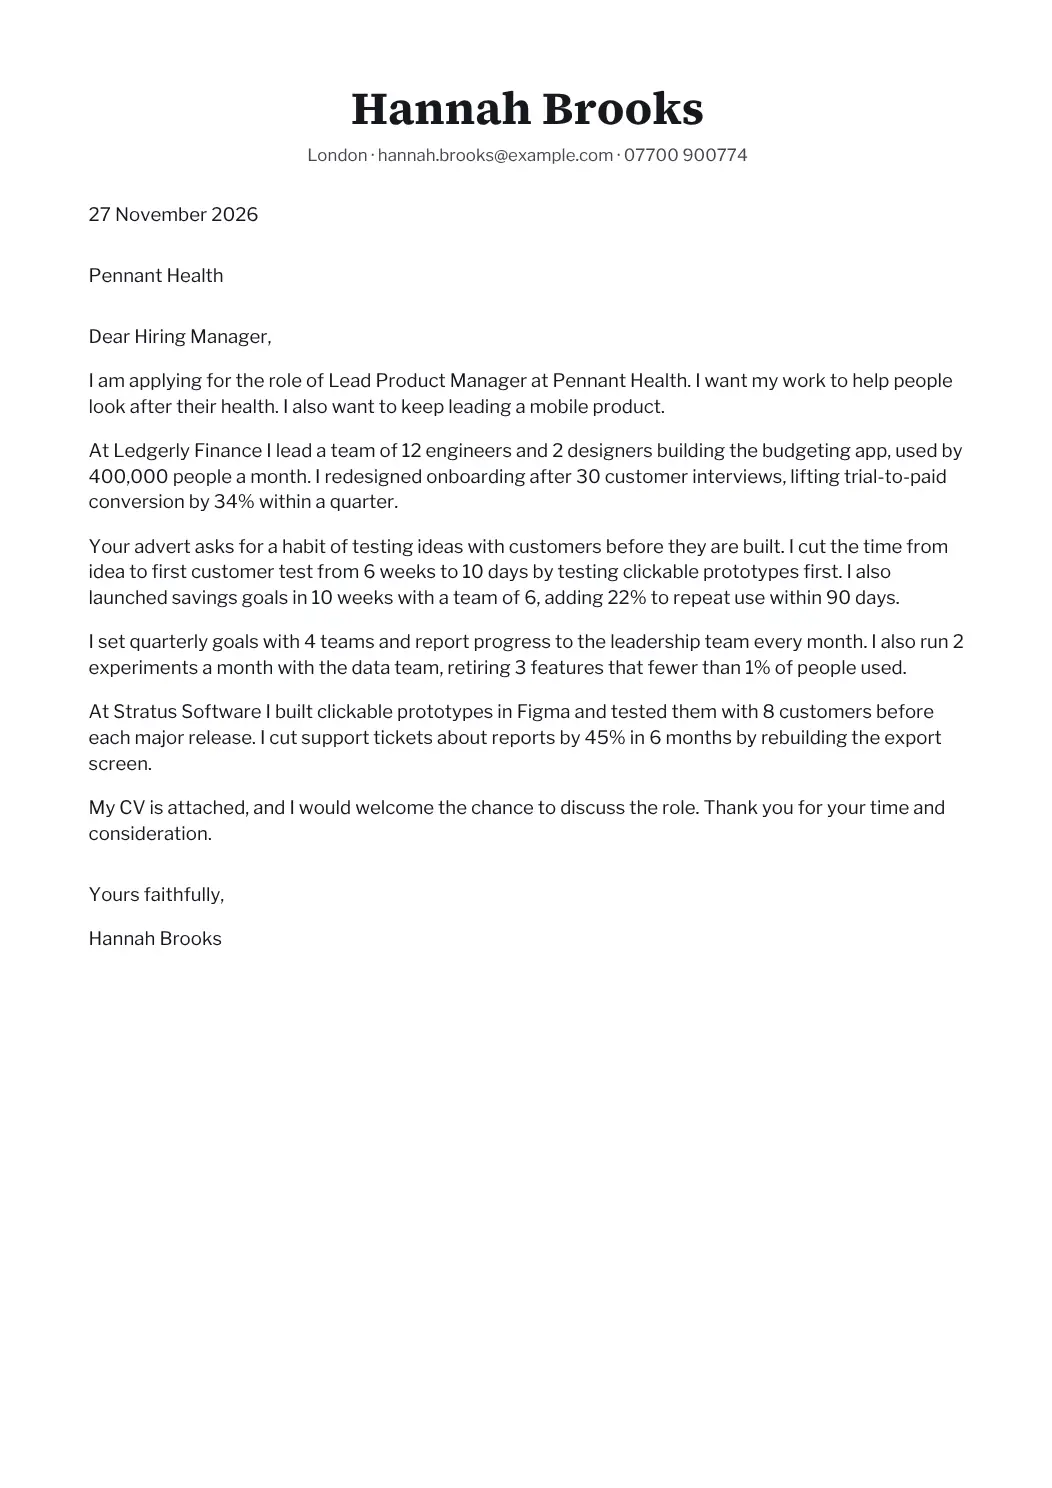 Hannah Brooks
London · hannah.brooks@example.com · 07700 900774
27 November 2026
Pennant Health
Dear Hiring Manager,
I am applying for the role of Lead Product Manager at Pennant Health. I want my work to help people
look after their health. I also want to keep leading a mobile product.
At Ledgerly Finance I lead a team of 12 engineers and 2 designers building the budgeting app, used by
400,000 people a month. I redesigned onboarding after 30 customer interviews, lifting trial-to-paid
conversion by 34% within a quarter.
Your advert asks for a habit of testing ideas with customers before they are built. I cut the time from
idea to first customer test from 6 weeks to 10 days by testing clickable prototypes first. I also
launched savings goals in 10 weeks with a team of 6, adding 22% to repeat use within 90 days.
I set quarterly goals with 4 teams and report progress to the leadership team every month. I also run 2
experiments a month with the data team, retiring 3 features that fewer than 1% of people used.
At Stratus Software I built clickable prototypes in Figma and tested them with 8 customers before
each major release. I cut support tickets about reports by 45% in 6 months by rebuilding the export
screen.
My CV is attached, and I would welcome the chance to discuss the role. Thank you for your time and
consideration.
Yours faithfully,
Hannah Brooks